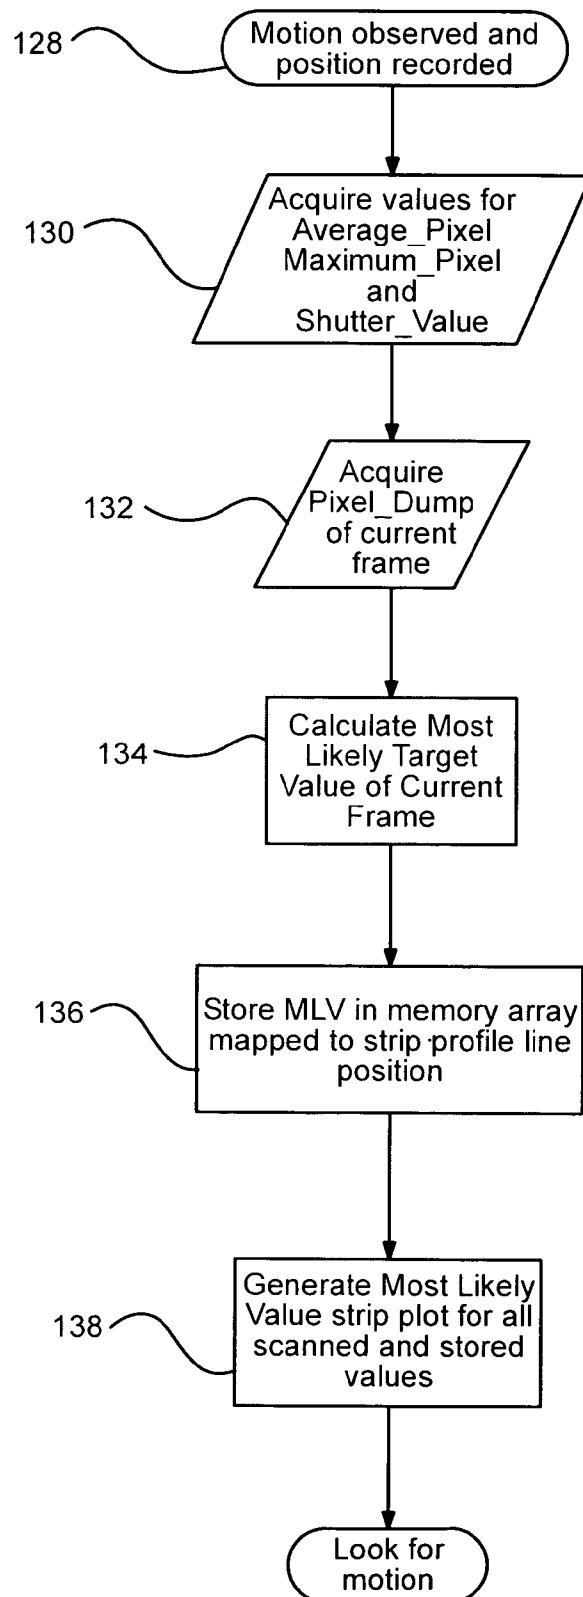 128
Motion observed and
position recorded
130
Acquire values for
Average_Pixel
Maximum_Pixel
and
Shutter_Value
132
Acquire
Pixel_Dump
of current
frame
134
Calculate Most
Likely Target
Value of Current
Frame
136
Store MLV in memory array
mapped to strip profile line
position
138
Generate Most Likely
Value strip plot for all
scanned and stored
values
Look for
motion